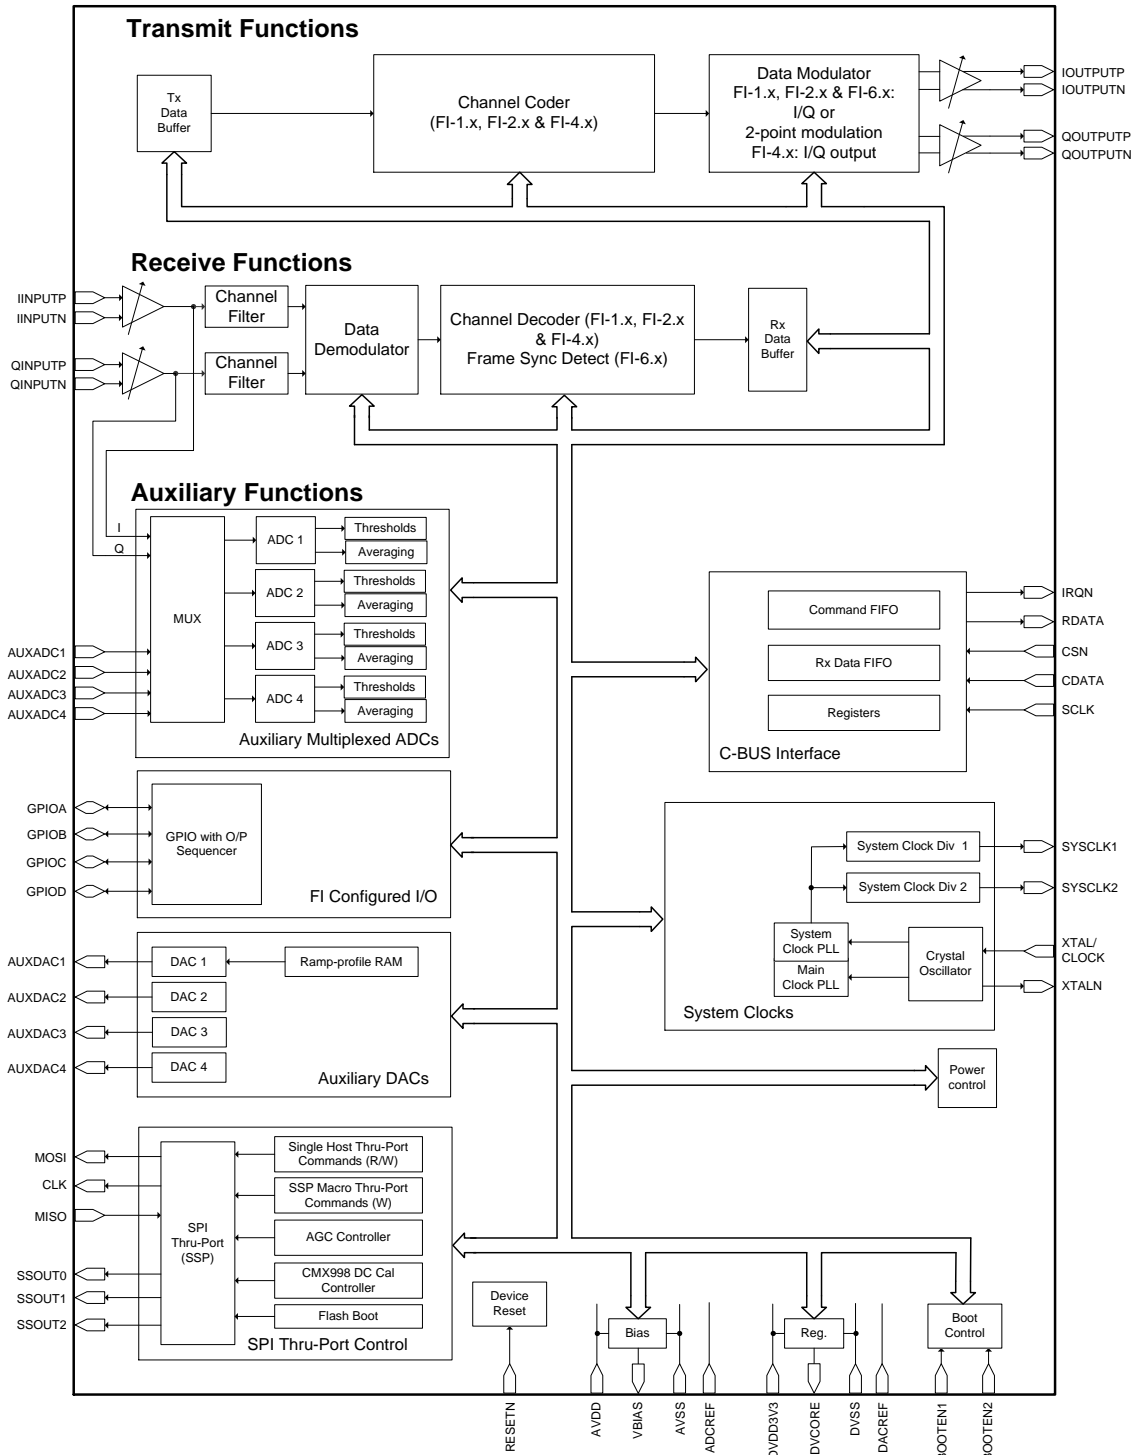 Transmit Functions
Tx
Data
Buffer
Channel Coder
(FI-1.x, FI-2.x & FI-4.x)
Data Modulator
FI-1.x, FI-2.x & FI-6.x:
I/Q or
2-point modulation
FI-4.x: I/Q output
IOUTPUTP
IOUTPUTN
QOUTPUTP
QOUTPUTN
Receive Functions
IINPUTP
IINPUTN
QINPUTP
QINPUTN
Channel
Filter
Channel
Filter
Data
Demodulator
Channel Decoder (FI-1.x, FI-2.x
& FI-4.x)
Frame Sync Detect (FI-6.x)
Rx
Data
Buffer
Auxiliary Functions
I
Q
AUXADC1
AUXADC2
AUXADC3
AUXADC4
MUX
ADC 1
Thresholds
Averaging
ADC 2
Thresholds
Averaging
ADC 3
Thresholds
Averaging
ADC 4
Thresholds
Averaging
Auxiliary Multiplexed ADCs
Command FIFO
Rx Data FIFO
Registers
C-BUS Interface
IRQN
RDATA
CSN
CDATA
SCLK
GPIOA
GPIOB
GPIOC
GPIOD
GPIO with O/P
Sequencer
FI Configured I/O
System Clock Div 1
System Clock Div 2
System
Clock PLL
Main
Clock PLL
Crystal
Oscillator
System Clocks
SYSCLK1
SYSCLK2
XTAL/
CLOCK
XTALN
AUXDAC1
AUXDAC2
AUXDAC3
AUXDAC4
DAC 1
Ramp-profile RAM
DAC 2
DAC 3
DAC 4
Auxiliary DACs
Power
control
MOSI
CLK
MISO
SSOUT0
SSOUT1
SSOUT2
SPI
Thru-Port
(SSP)
Single Host Thru-Port
Commands (R/W)
SSP Macro Thru-Port
Commands (W)
AGC Controller
CMX998 DC Cal
Controller
Flash Boot
SPI Thru-Port Control
Device
Reset
Bias
Reg.
Boot
Control
RESETN
AVDD
VBIAS
AVSS
ADCREF
DVDD3V3
DVCORE
DVSS
DACREF
BOOTEN1
BOOTEN2